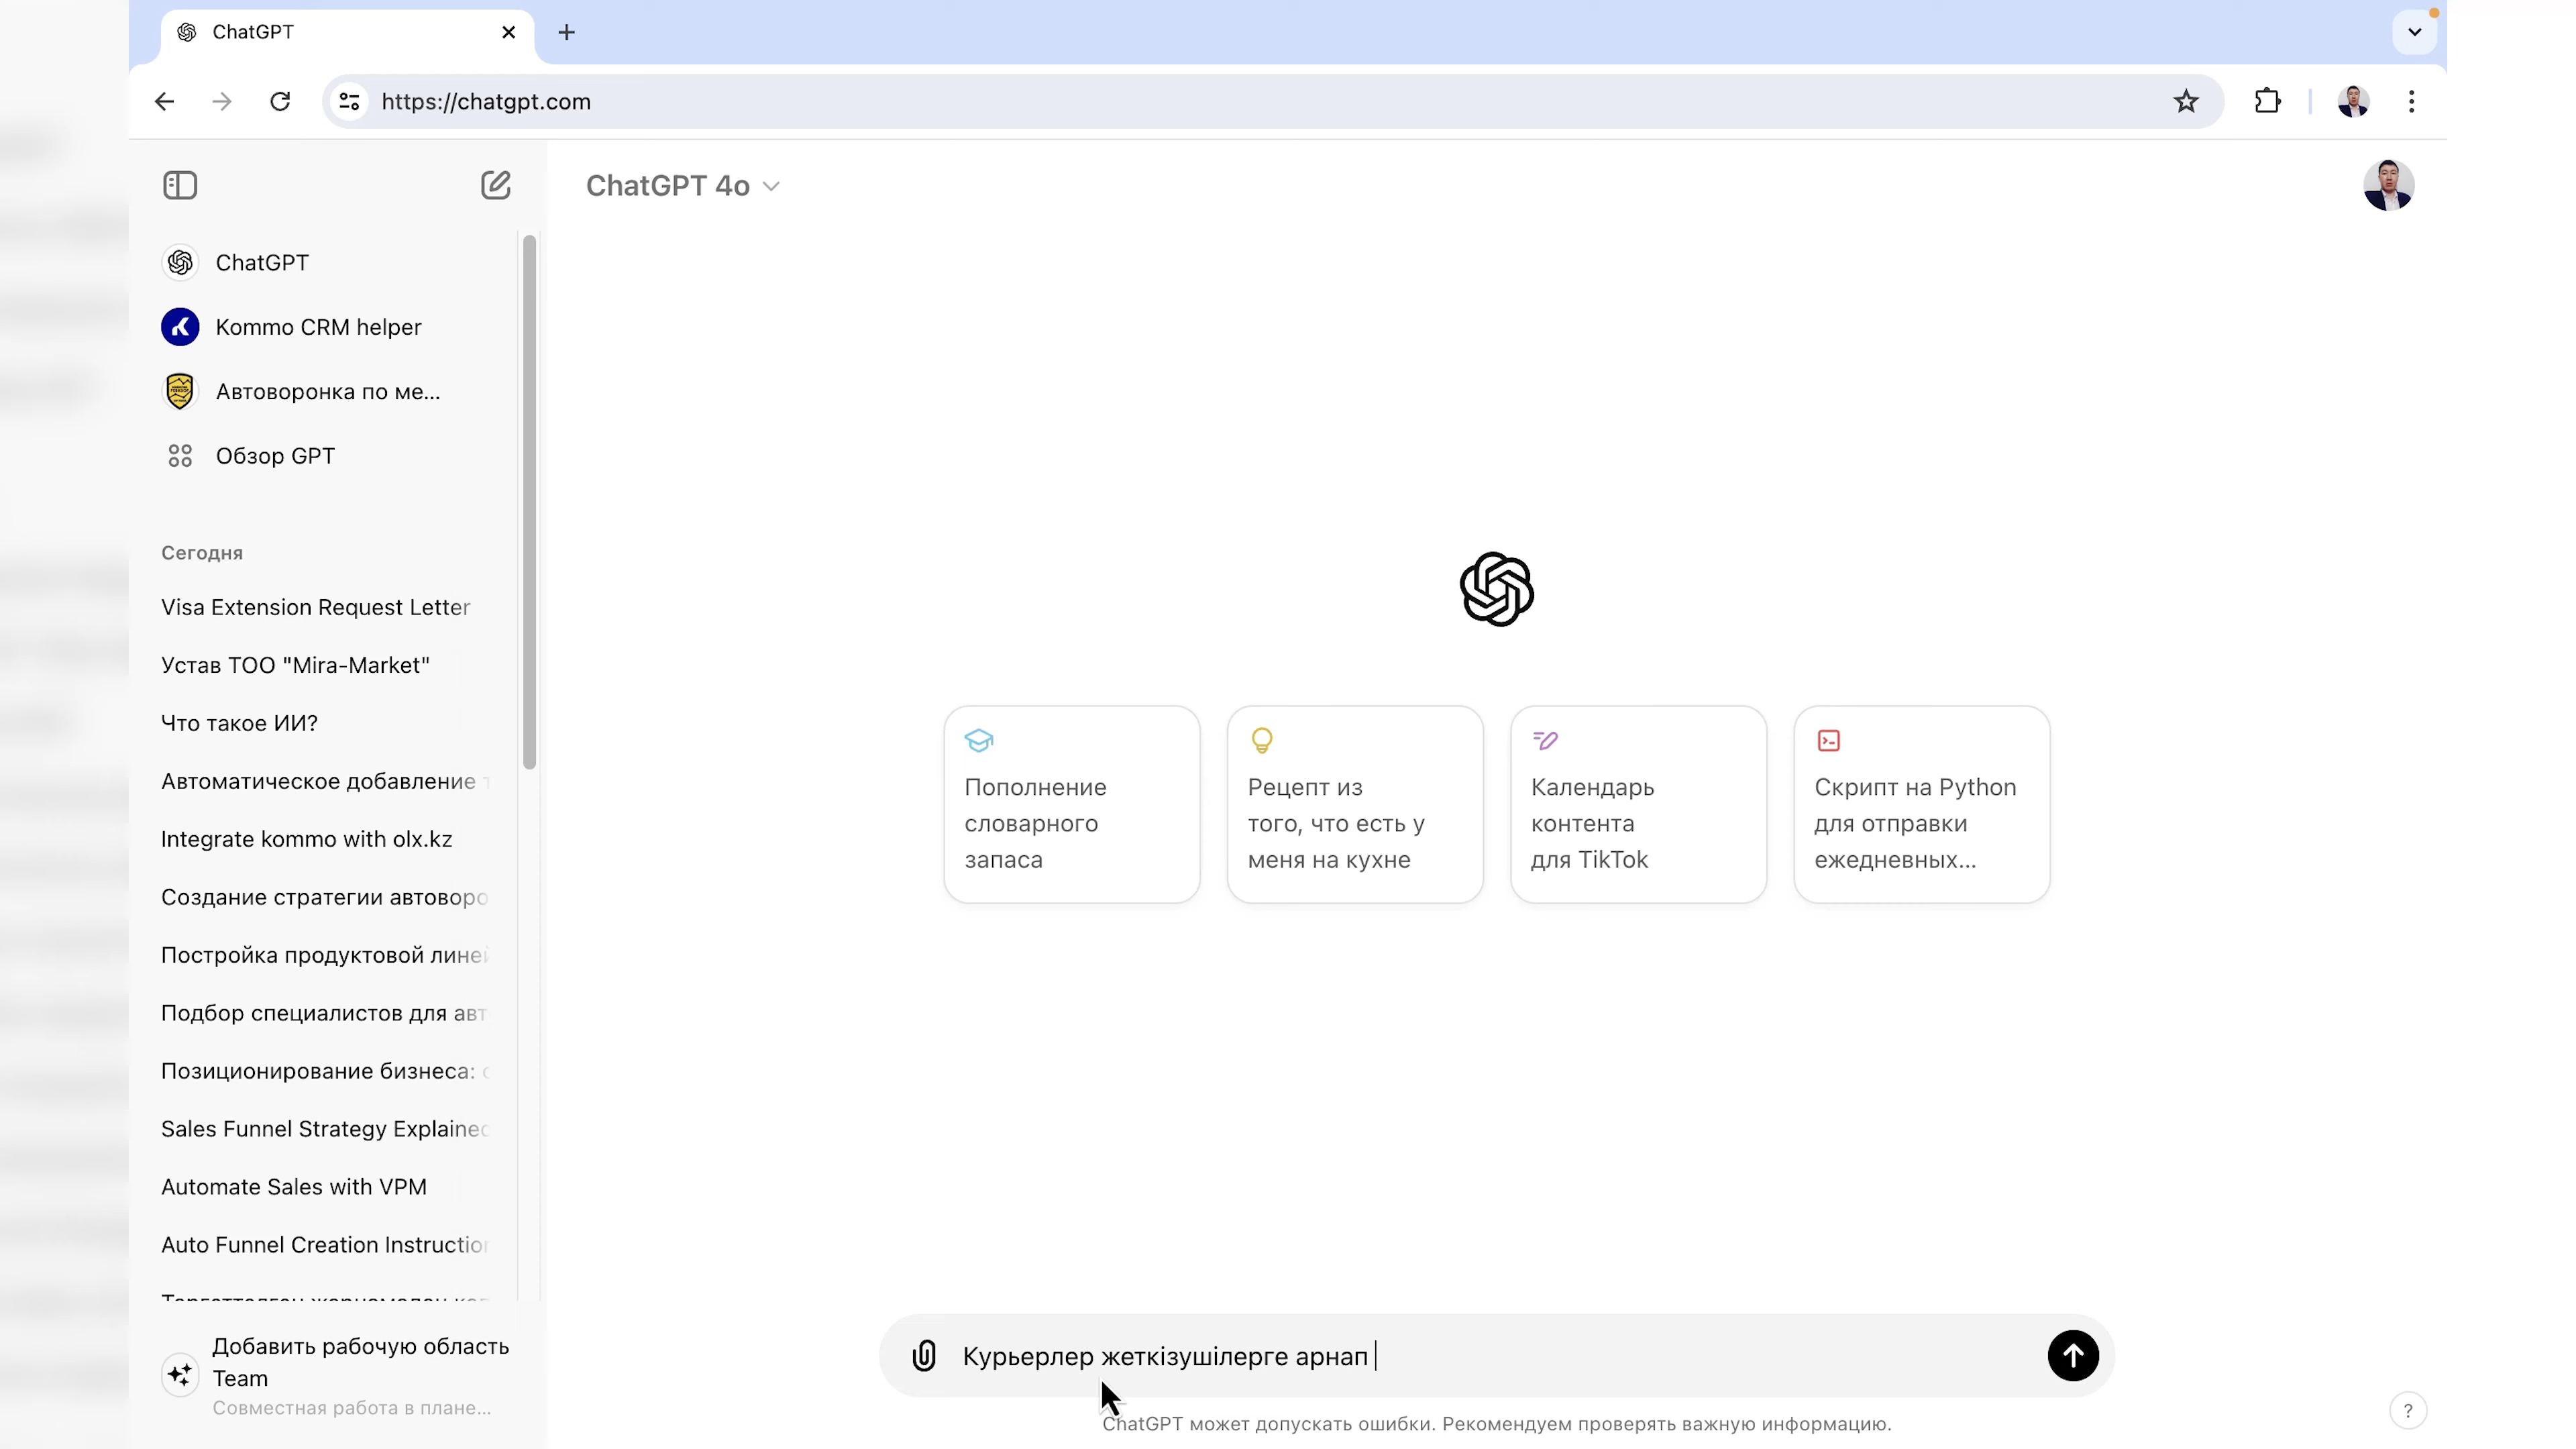 ChatGPT
https://chatgpt.com
ChatGPT 4o
ChatGPT
Kommo CRM helper
Автоворонка по ме...
Обзор GPT
Сегодня
Visa Extension Request Letter
Устав ТОО "Mira-Market"
Что такое ИИ?
Автоматическое добавление
Integrate kommo with olx.kz
Создание стратегии автоворо
Постройка продуктовой линей
Подбор специалистов для авт
Позиционирование бизнеса:
Sales Funnel Strategy Explained
Automate Sales with VPM
Auto Funnel Creation Instruction
Добавить рабочую область
Team
Совместная работа в плане...
Пополнение
словарного
запаса
Рецепт из
того, что есть у
меня на кухне
Календарь
контента
для TikTok
Скрипт на Python
для отправки
ежедневных...
Курьерлер жеткізушілерге арнап
ChatGPT может допускать ошибки. Рекомендуем проверять важную информацию.
?